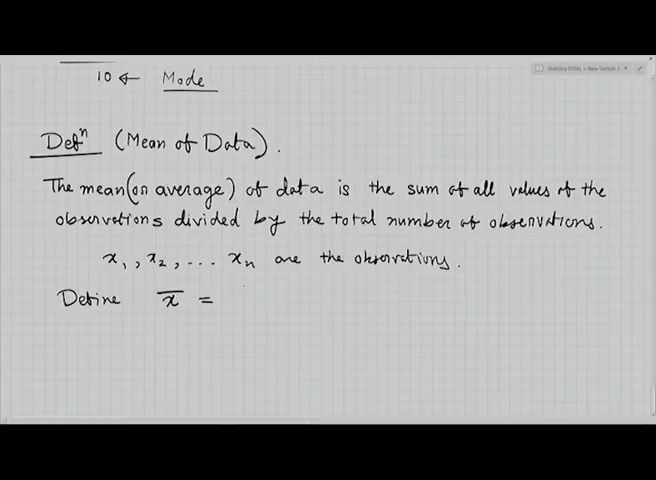 10 ← Mode
Defⁿ (Mean of Data).
The mean (or average) of data is the sum of all values of the
observations divided by the total number of observations.
x₁, x₂, ... xₙ are the observations.
Define x̄ =